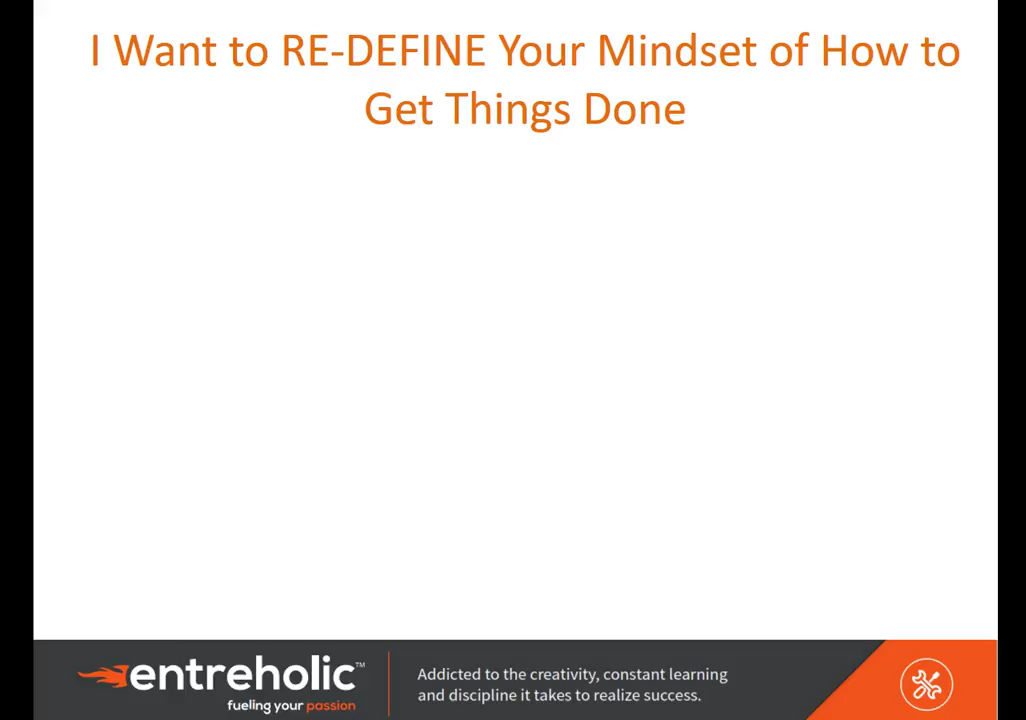 I Want to RE-DEFINE Your Mindset of How to
Get Things Done
entreholic™
fueling your passion
Addicted to the creativity, constant learning
and discipline it takes to realize success.